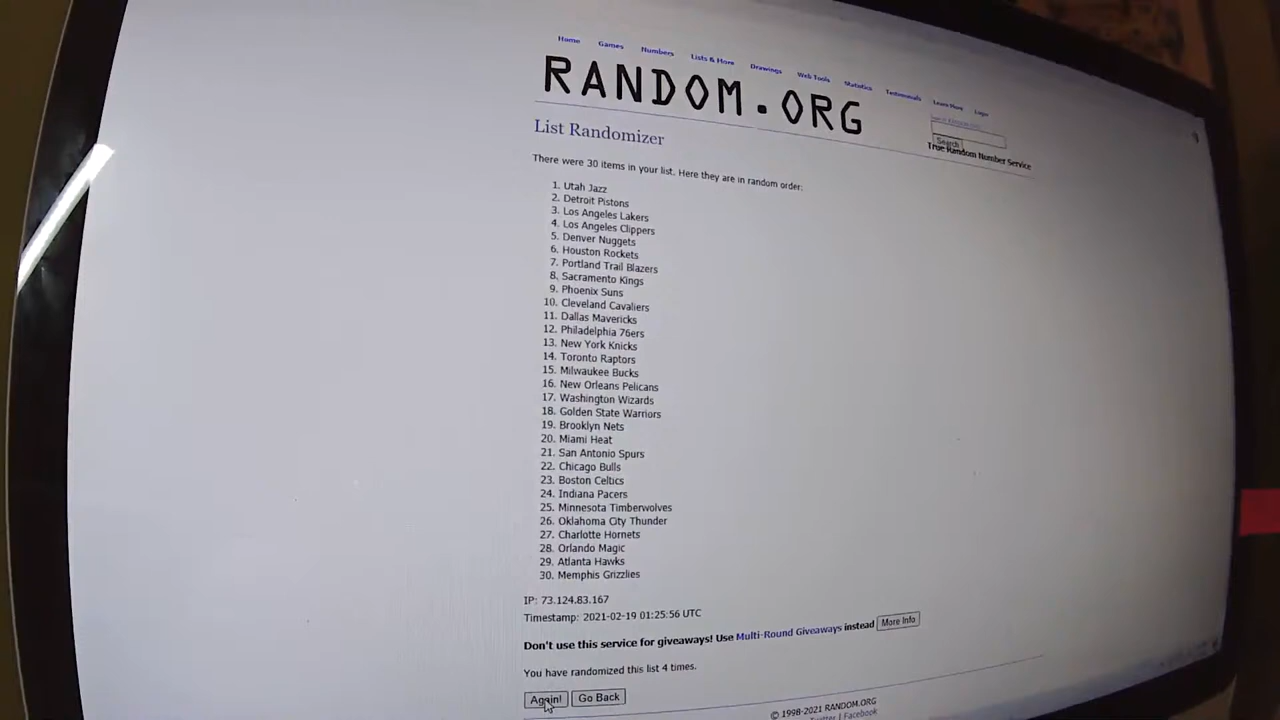 Home Games Numbers Lists & More Drawings Web Tools Statistics Testimonials Learn More Login
RANDOM.ORG
Search
True Random Number Service
List Randomizer
There were 30 items in your list. Here they are in random order:
1. Utah Jazz
2. Detroit Pistons
3. Los Angeles Lakers
4. Los Angeles Clippers
5. Denver Nuggets
6. Houston Rockets
7. Portland Trail Blazers
8. Sacramento Kings
9. Phoenix Suns
10. Cleveland Cavaliers
11. Dallas Mavericks
12. Philadelphia 76ers
13. New York Knicks
14. Toronto Raptors
15. Milwaukee Bucks
16. New Orleans Pelicans
17. Washington Wizards
18. Golden State Warriors
19. Brooklyn Nets
20. Miami Heat
21. San Antonio Spurs
22. Chicago Bulls
23. Boston Celtics
24. Indiana Pacers
25. Minnesota Timberwolves
26. Oklahoma City Thunder
27. Charlotte Hornets
28. Orlando Magic
29. Atlanta Hawks
30. Memphis Grizzlies
IP: 73.124.83.167
Timestamp: 2021-02-19 01:25:56 UTC
Don't use this service for giveaways! Use Multi-Round Giveaways instead More Info
You have randomized this list 4 times.
Again! Go Back
© 1998-2021 RANDOM.ORG
Twitter | Facebook